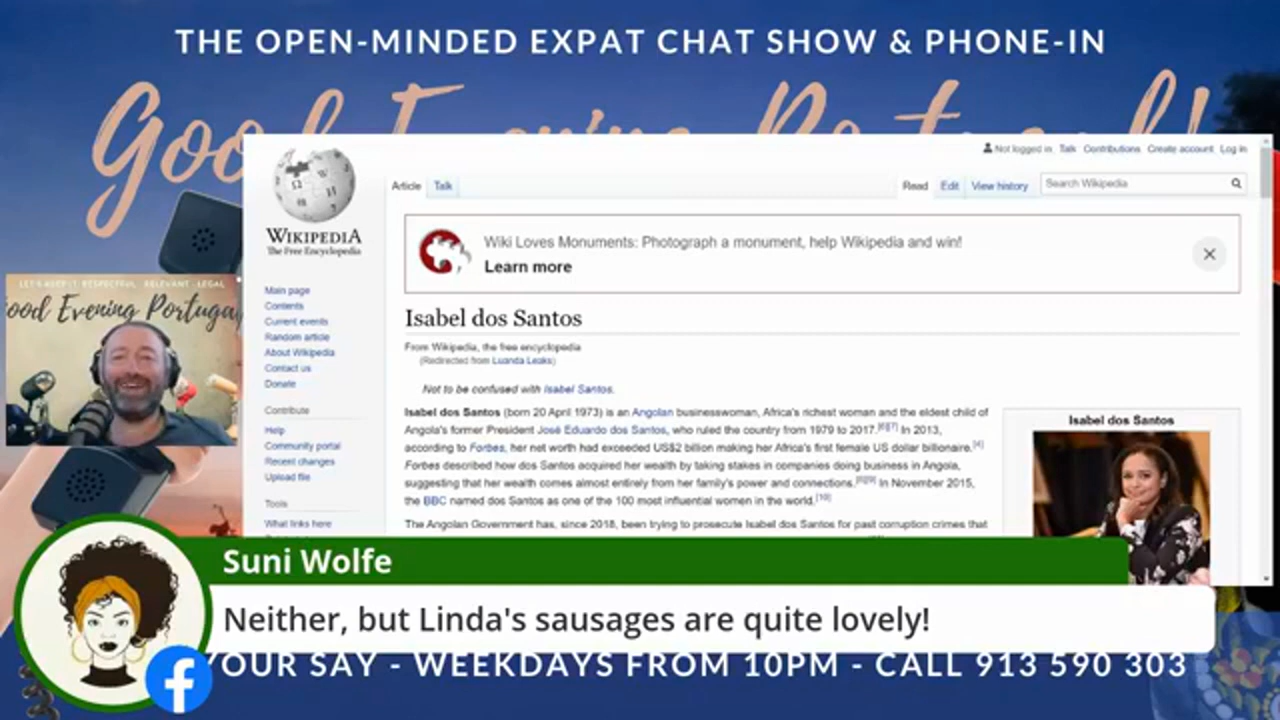 THE OPEN-MINDED EXPAT CHAT SHOW & PHONE-IN
Good Evening Portugal!
WIKIPEDIA
The Free Encyclopedia
Not logged in Talk Contributions Create account Log in
Article Talk
Read Edit View history Search Wikipedia
Wiki Loves Monuments: Photograph a monument, help Wikipedia and win!
Learn more
Main page
Contents
Current events
Random article
About Wikipedia
Contact us
Donate
Contribute
Help
Community portal
Recent changes
Upload file
Tools
What links here
Isabel dos Santos
From Wikipedia, the free encyclopedia
(Redirected from Luanda Leaks)
Not to be confused with Isabel Santos.
Isabel dos Santos (born 20 April 1973) is an Angolan businesswoman, Africa's richest woman and the eldest child of
Angola's former President José Eduardo dos Santos, who ruled the country from 1979 to 2017.[6][7] In 2013,
according to Forbes, her net worth had exceeded US$2 billion making her Africa's first female US dollar billionaire.[4]
Forbes described how dos Santos acquired her wealth by taking stakes in companies doing business in Angola,
suggesting that her wealth comes almost entirely from her family's power and connections.[8][9] In November 2015,
the BBC named dos Santos as one of the 100 most influential women in the world.[10]
The Angolan Government has, since 2018, been trying to prosecute Isabel dos Santos for past corruption crimes that
Isabel dos Santos
LET'S KEEP IT: RESPECTFUL · RELEVANT · LEGAL
Good Evening Portugal
Suni Wolfe
Neither, but Linda's sausages are quite lovely!
YOUR SAY - WEEKDAYS FROM 10PM - CALL 913 590 303